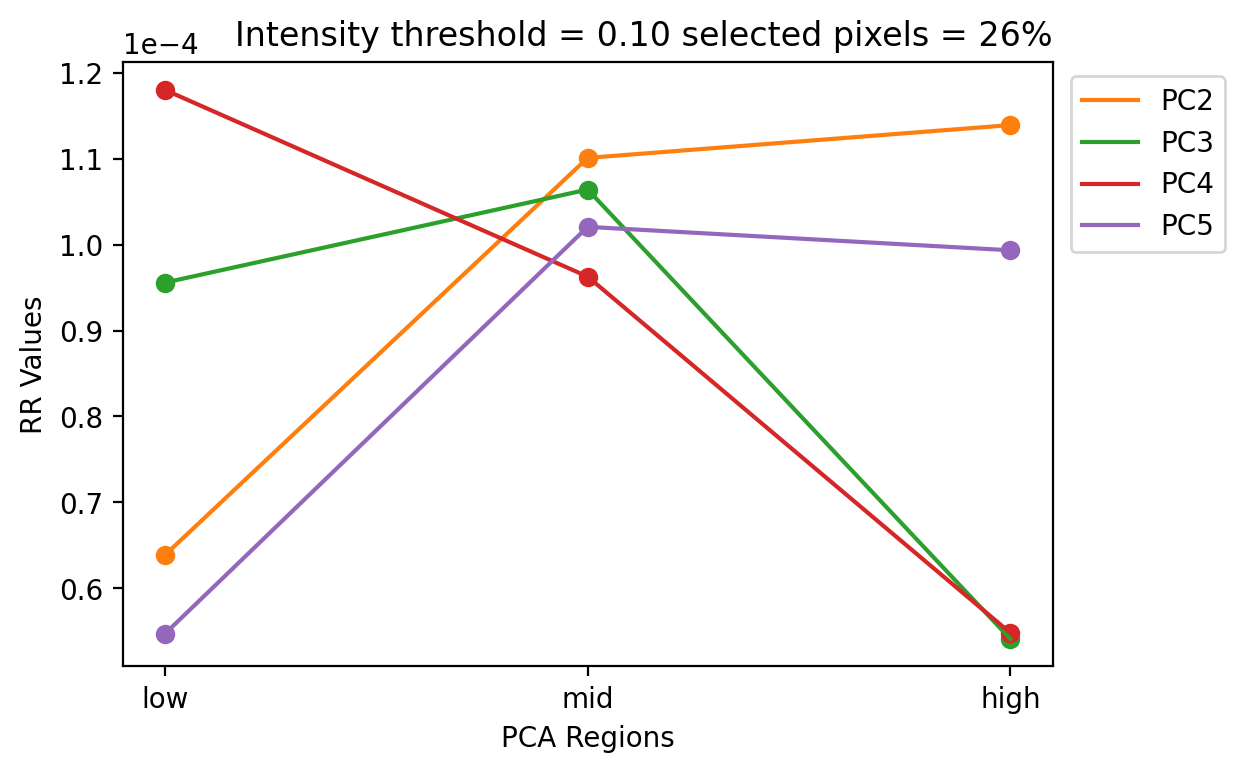 1e−4
Intensity threshold = 0.10 selected pixels = 26%
1.2
1.1
1.0
0.9
0.8
0.7
0.6
RR Values
low
mid
high
PCA Regions
PC2
PC3
PC4
PC5